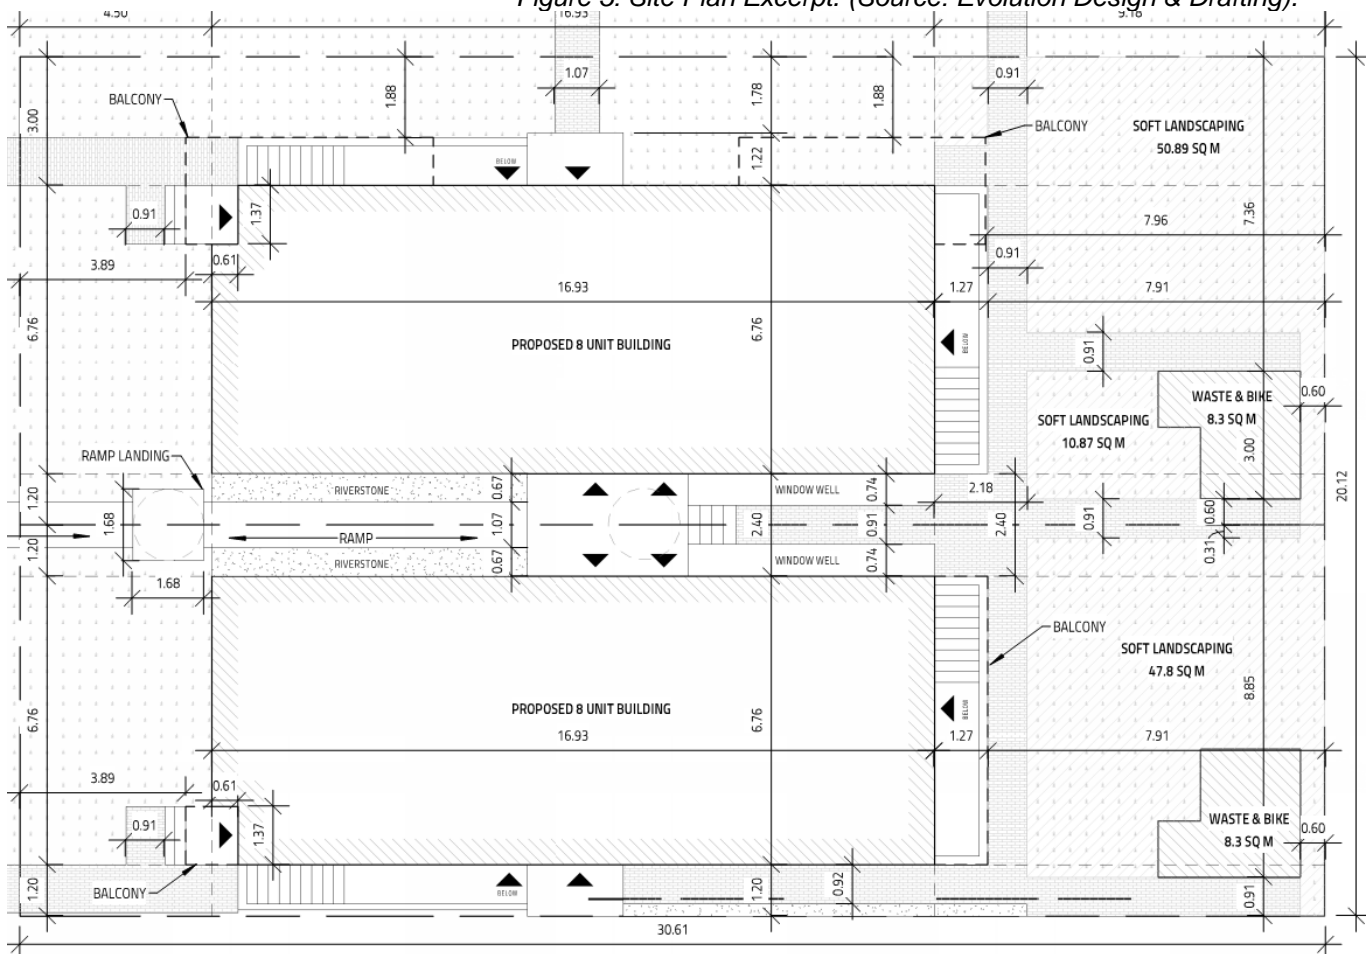 Figure 3. Site Plan Excerpt. (Source: Evolution Design & Drafting).
4.50
16.93
9.18
1.07
0.91
1.88
1.78
1.88
7.36
3.00
BALCONY
BALCONY
SOFT LANDSCAPING
50.89 SQ M
BELOW
1.22
0.91
1.37
7.96
3.89
0.61
0.91
16.93
1.27
7.91
6.76
6.76
PROPOSED 8 UNIT BUILDING
BELOW
0.91
WASTE & BIKE
8.3 SQ M
0.60
SOFT LANDSCAPING
10.87 SQ M
3.00
RAMP LANDING
20.12
1.20
RIVERSTONE
0.67
WINDOW WELL
0.74
2.18
1.68
RAMP
1.07
2.40
0.91
2.40
0.91
0.60
1.20
RIVERSTONE
0.67
WINDOW WELL
0.74
0.31
1.68
BALCONY
SOFT LANDSCAPING
47.8 SQ M
8.85
6.76
PROPOSED 8 UNIT BUILDING
6.76
BELOW
16.93
1.27
7.91
3.89
0.61
0.91
1.37
WASTE & BIKE
8.3 SQ M
0.60
BALCONY
1.20
BELOW
1.20
0.92
0.91
30.61